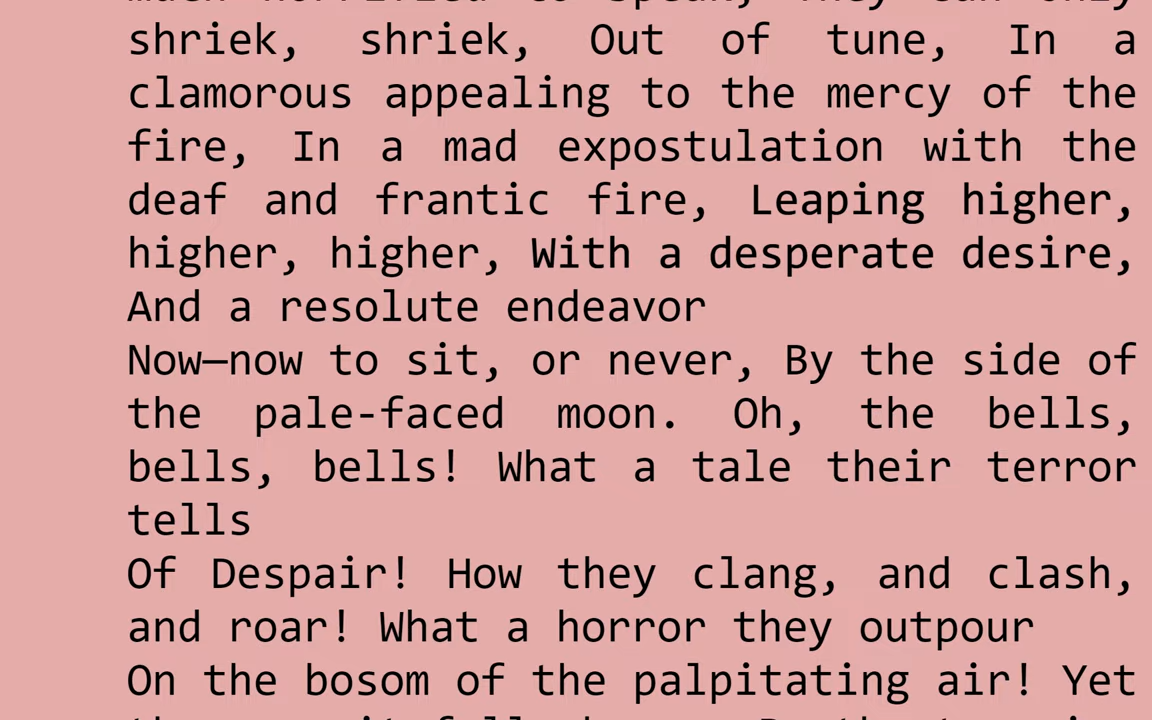 shriek, shriek, Out of tune, In a
clamorous appealing to the mercy of the
fire, In a mad expostulation with the
deaf and frantic fire, Leaping higher,
higher, higher, With a desperate desire,
And a resolute endeavor
Now—now to sit, or never, By the side of
the pale-faced moon. Oh, the bells,
bells, bells! What a tale their terror
tells
Of Despair! How they clang, and clash,
and roar! What a horror they outpour
On the bosom of the palpitating air! Yet